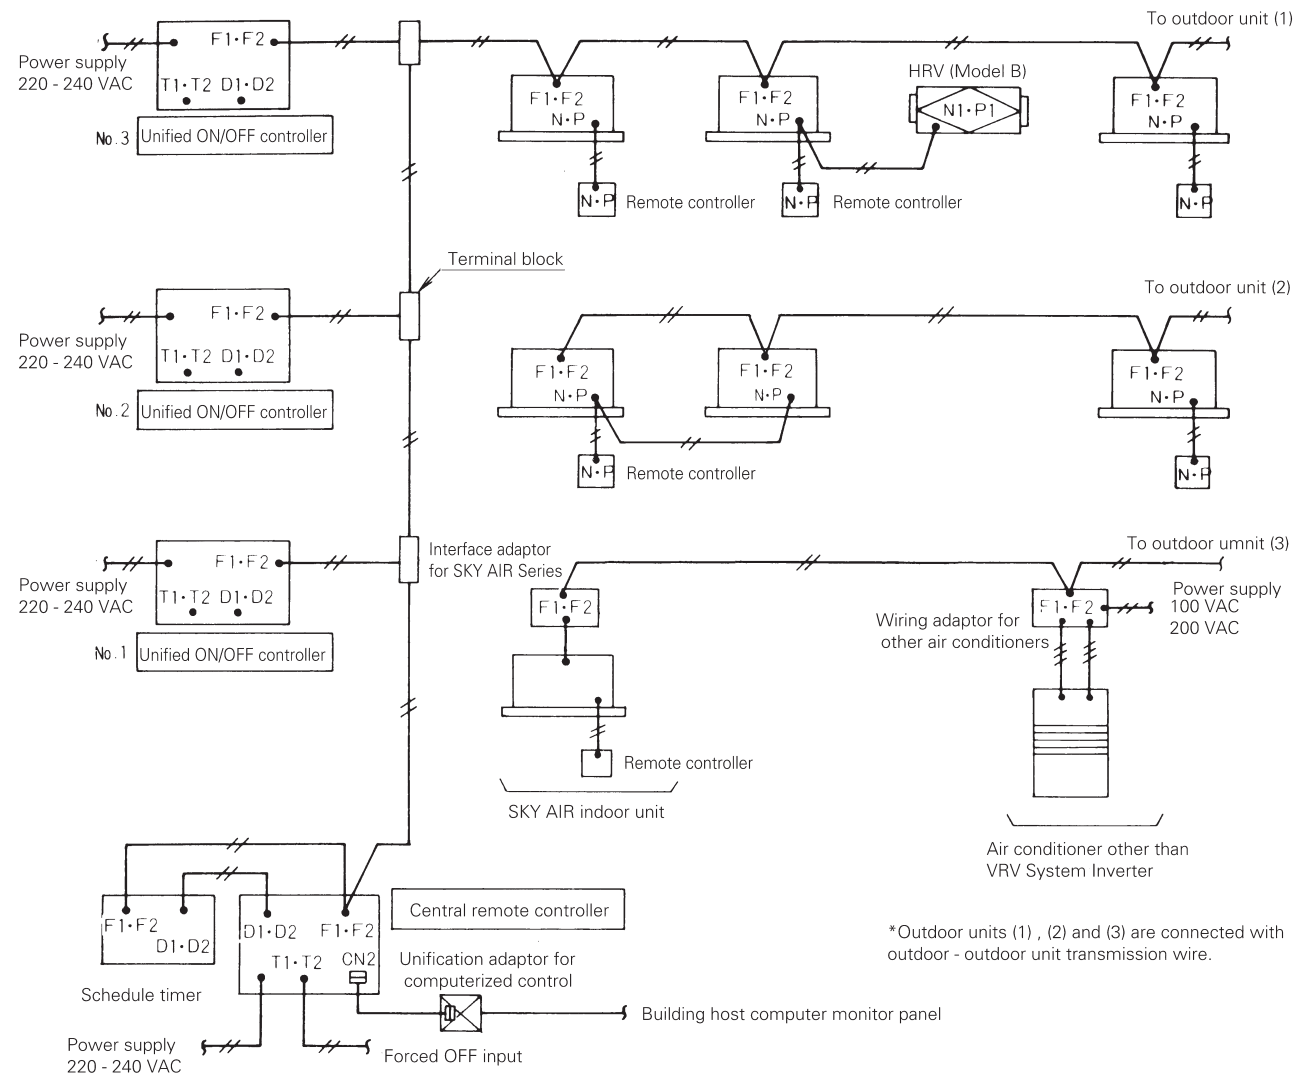 To outdoor unit (1)
F1・F2
Power supply
220 - 240 VAC
T1・T2 D1・D2
No.3
Unified ON/OFF controller
F1・F2
N・P
N・P
Remote controller
F1・F2
N・P
N・P
Remote controller
HRV (Model B)
N1・P1
F1・F2
N・P
N・P
Terminal block
To outdoor unit (2)
F1・F2
Power supply
220 - 240 VAC
T1・T2 D1・D2
No.2
Unified ON/OFF controller
F1・F2
N・P
N・P
Remote controller
F1・F2
N・P
F1・F2
N・P
N・P
To outdoor umnit (3)
F1・F2
Power supply
220 - 240 VAC
T1・T2 D1・D2
No.1
Unified ON/OFF controller
Interface adaptor
for SKY AIR Series
F1・F2
Remote controller
SKY AIR indoor unit
Wiring adaptor for
other air conditioners
F1・F2
Power supply
100 VAC
200 VAC
Air conditioner other than
VRV System Inverter
F1・F2
D1・D2
Schedule timer
D1・D2 F1・F2
T1・T2 CN2
Central remote controller
Unification adaptor for
computerized control
Building host computer monitor panel
Power supply
220 - 240 VAC
Forced OFF input
*Outdoor units (1) , (2) and (3) are connected with
outdoor - outdoor unit transmission wire.